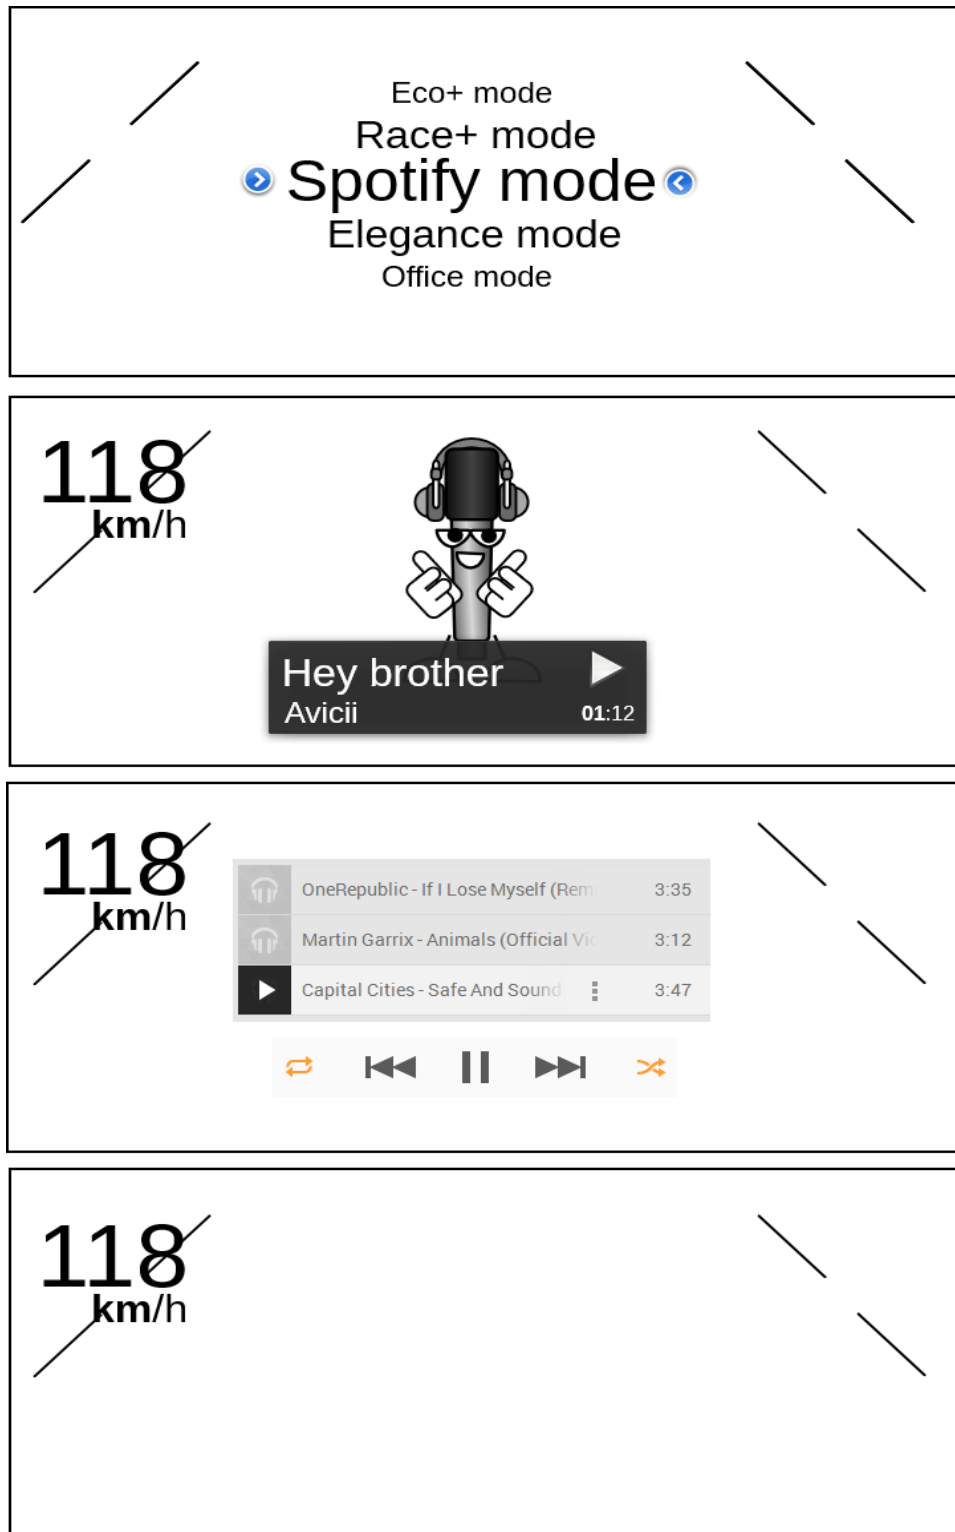 Eco+ mode
Race+ mode
Spotify mode
Elegance mode
Office mode
118
km/h
Hey brother
Avicii
01:12
118
km/h
OneRepublic - If I Lose Myself (Rem 3:35
Martin Garrix - Animals (Official Vic 3:12
Capital Cities - Safe And Sound 3:47
118
km/h